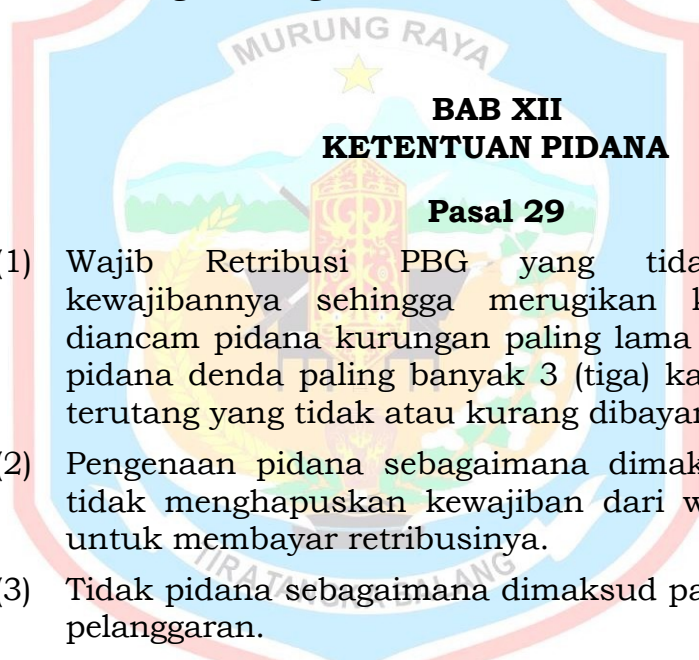 MURUNG RAYA
BAB XII
KETENTUAN PIDANA
Pasal 29
(1) Wajib Retribusi PBG yang
kewajibannya sehingga merugikan
diancam pidana kurungan paling lama
pidana denda paling banyak 3 (tiga)
terutang yang tidak atau kurang dibayar
(2) Pengenaan pidana sebagaimana
tidak menghapuskan kewajiban dari
untuk membayar retribusinya.
(3) Tidak pidana sebagaimana dimaksud
pelanggaran.